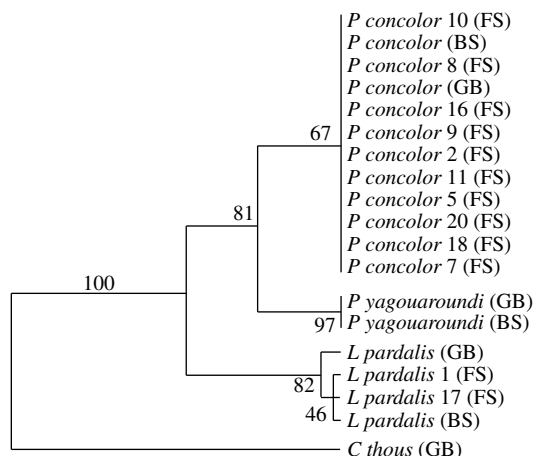 P concolor 10 (FS)
P concolor (BS)
P concolor 8 (FS)
P concolor (GB)
P concolor 16 (FS)
67
P concolor 9 (FS)
P concolor 2 (FS)
P concolor 11 (FS)
P concolor 5 (FS)
81
P concolor 20 (FS)
P concolor 18 (FS)
P concolor 7 (FS)
100
P yagouaroundi (GB)
97
P yagouaroundi (BS)
L pardalis (GB)
82
L pardalis 1 (FS)
L pardalis 17 (FS)
46
L pardalis (BS)
C thous (GB)